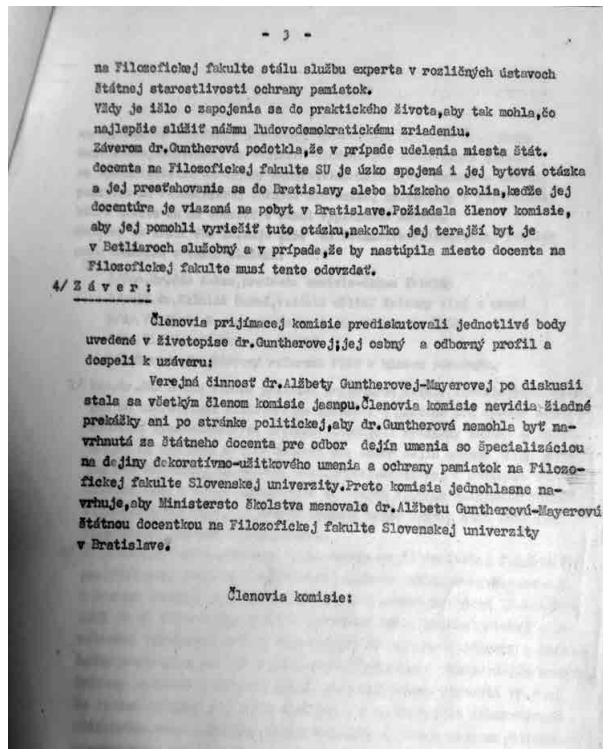 - 3 -
na Filozofickej fakulte stálu službu experta v rozličných ústavoch
štátnej starostlivosti ochrany pamiatok.
Vždy je išlo o zapojenia sa do praktického života,aby tak mohla,čo
najlepšie slúžiť nášmu ľudovodemokratickému zriadeniu.
Záverom dr.Guntherová podotkla,že v prípade udelenia miesta štát.
docenta na Filozofickej fakulte SU je úzko spojená i jej bytová otázka
a jej presťahovanie sa do Bratislavy alebo blízkeho okolia,kedže jej
docentúra je viazaná na pobyt v Bratislave.Požiadala členov komisie,
aby jej pomohli vyriečiť tuto otázku,nakoľko jej terajší byt je
v Betliaroch služobný a v prípade,že by nastúpila miesto docenta na
Filozofickej fakulte musí tento odovzdať.
4/ Z á v e r :
Členovia prijímacej komisie prediskutovali jednotlivé body
uvedené v životopise dr.Guntherovej;jej osbný a odborný profil a
dospeli k uzáveru:
Verejná činnosť dr.Alžbety Guntherovej-Mayerovej po diskusii
stala sa všetkým členom komisie jasnpu.Členovia komisie nevidia žiadné
prekážky ani po stránke politickej,aby dr.Guntherová nemohla byť na-
vrhnutá za štátneho docenta pre odbor dejín umenia so špecializáciou
na dejiny dekoratívno-užitkového umenia a ochrany pamiatok na Filozo-
fickej fakulte Slovenskej univerzity.Preto komisia jednohlasne na-
vrhuje,aby Ministersto školstva menovalo dr.Alžbetu Guntherovú-Mayerovú
štátnou docentkou na Filozofickej fakulte Slovenskej univerzity
v Bratislave.
Členovia komisie: